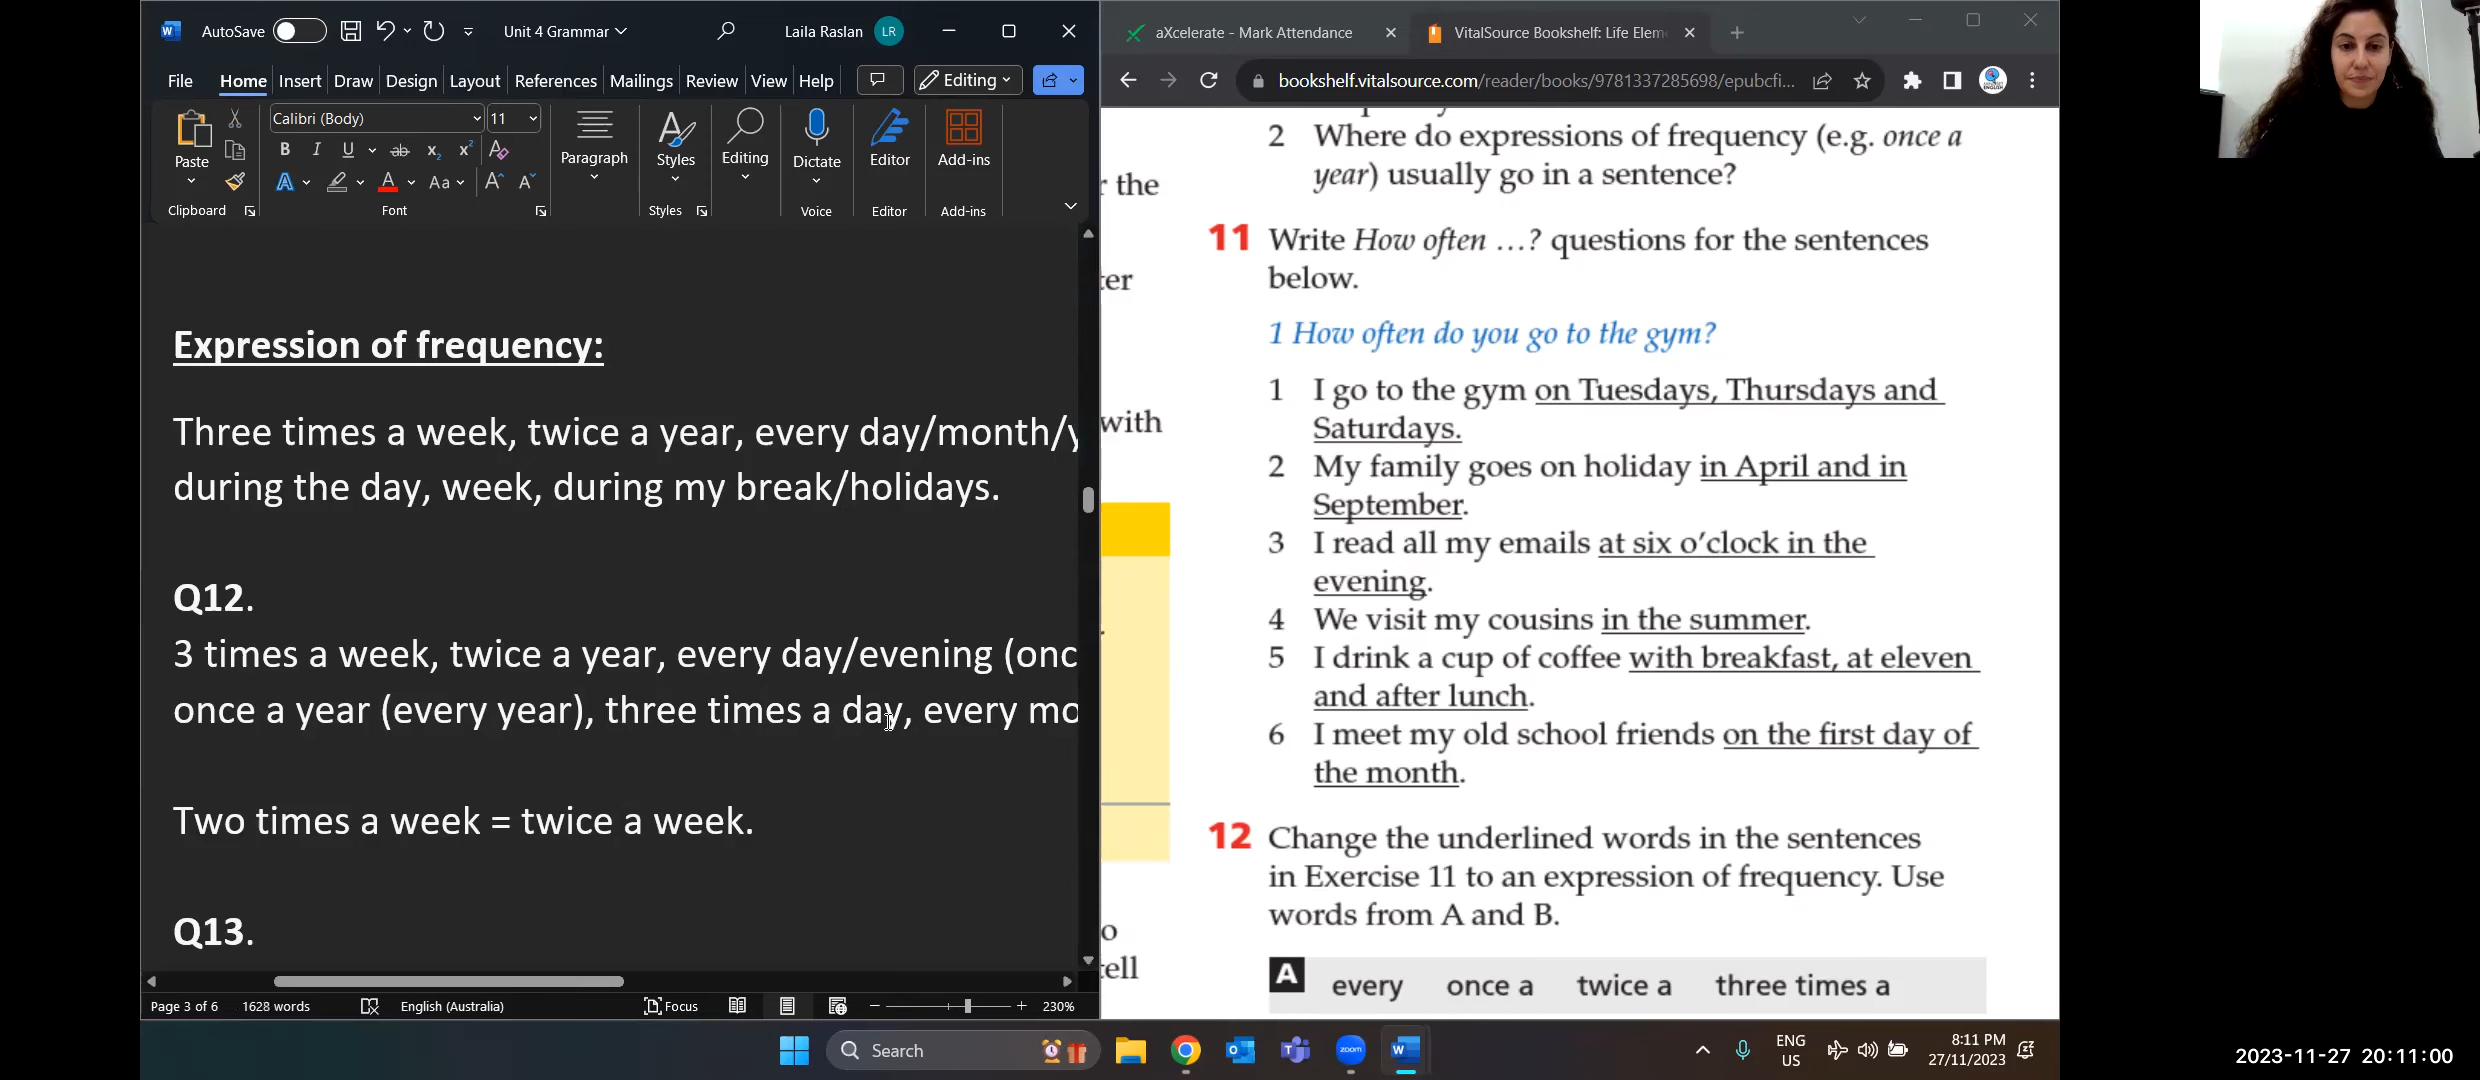 AutoSave
Unit 4 Grammar
Laila Raslan
LR
File Home Insert Draw Design Layout References Mailings Review View Help
Editing
Calibri (Body)
11
Paste
Paragraph
Styles
Editing
Dictate
Editor
Add-ins
Clipboard
Font
Styles
Voice
Editor
Add-ins
Expression of frequency:
Three times a week, twice a year, every day/month/y
during the day, week, during my break/holidays.
Q12.
3 times a week, twice a year, every day/evening (onc
once a year (every year), three times a day, every mo
Two times a week = twice a week.
Q13.
Page 3 of 6
1628 words
English (Australia)
Focus
230%
aXcelerate - Mark Attendance
VitalSource Bookshelf: Life Elem
bookshelf.vitalsource.com/reader/books/9781337285698/epubcfi...
2 Where do expressions of frequency (e.g. once a
year) usually go in a sentence?
the
11 Write How often ...? questions for the sentences
below.
1 How often do you go to the gym?
1 I go to the gym on Tuesdays, Thursdays and
Saturdays.
with
2 My family goes on holiday in April and in
September.
3 I read all my emails at six o'clock in the
evening.
4 We visit my cousins in the summer.
5 I drink a cup of coffee with breakfast, at eleven
and after lunch.
6 I meet my old school friends on the first day of
the month.
12 Change the underlined words in the sentences
in Exercise 11 to an expression of frequency. Use
words from A and B.
A every once a twice a three times a
Search
zoom
ENG
US
8:11 PM
27/11/2023
2023-11-27 20:11:00